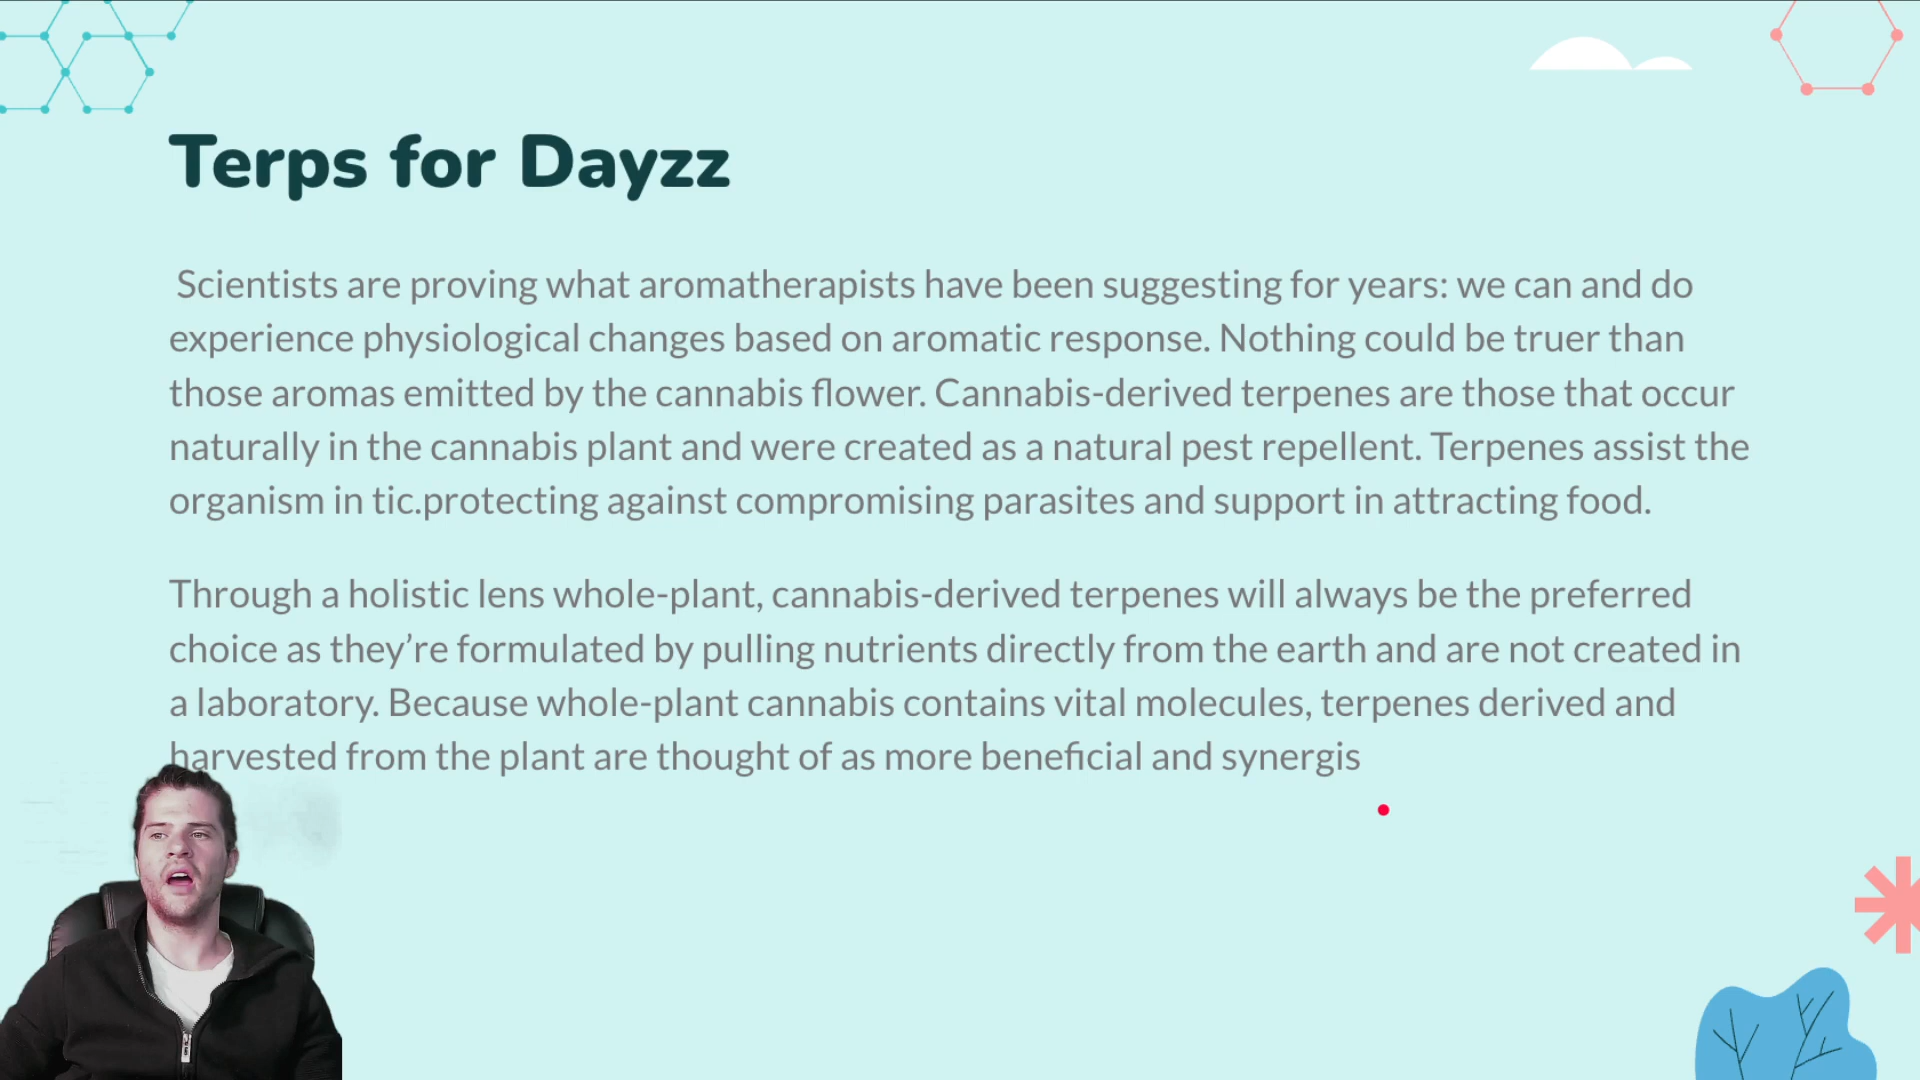 Terps for Dayzz
Scientists are proving what aromatherapists have been suggesting for years: we can and do
experience physiological changes based on aromatic response. Nothing could be truer than
those aromas emitted by the cannabis flower. Cannabis-derived terpenes are those that occur
naturally in the cannabis plant and were created as a natural pest repellent. Terpenes assist the
organism in tic.protecting against compromising parasites and support in attracting food.
Through a holistic lens whole-plant, cannabis-derived terpenes will always be the preferred
choice as they’re formulated by pulling nutrients directly from the earth and are not created in
a laboratory. Because whole-plant cannabis contains vital molecules, terpenes derived and
harvested from the plant are thought of as more beneficial and synergis